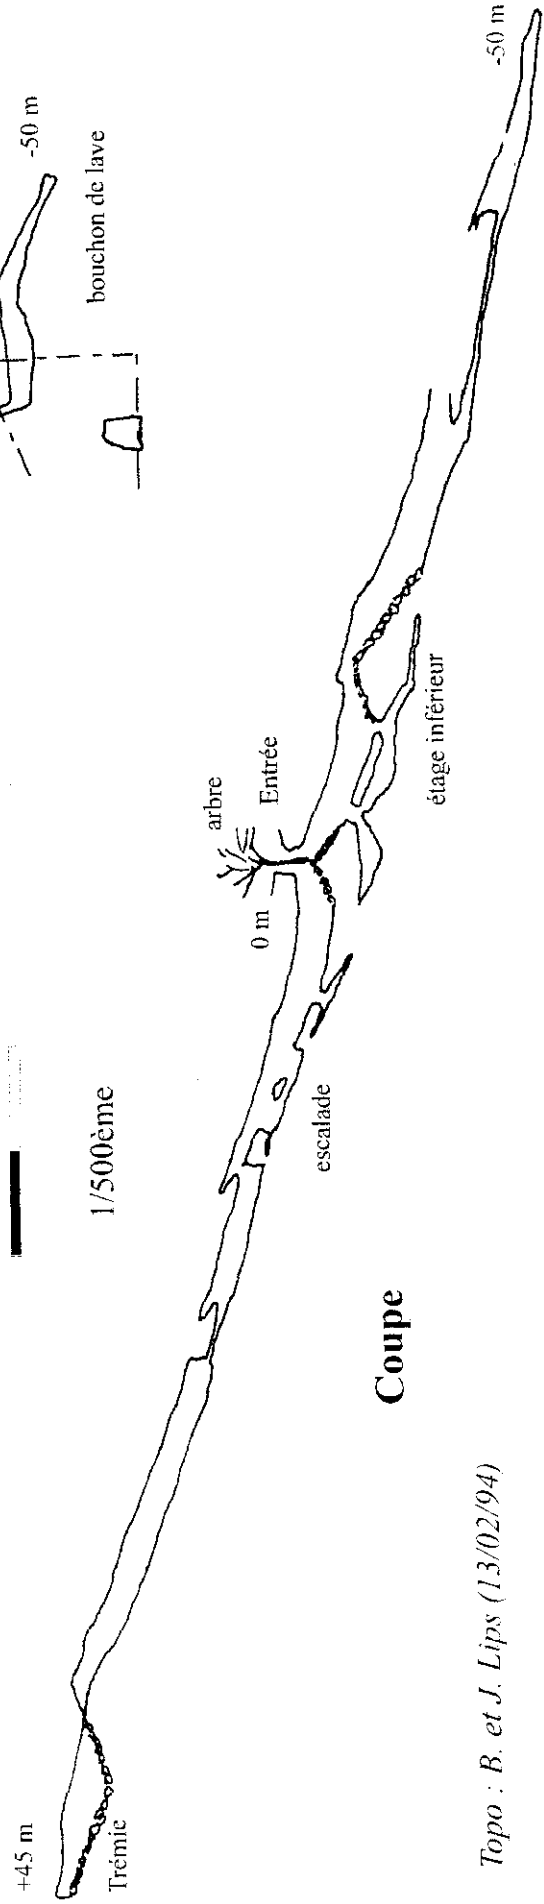 +45 m
Trémie
1/500ème
escalade
0 m
arbre
Entrée
étage inférieur
bouchon de lave
-50 m
-50 m
Coupe
Topo : B. et J. Lips (13/02/94)